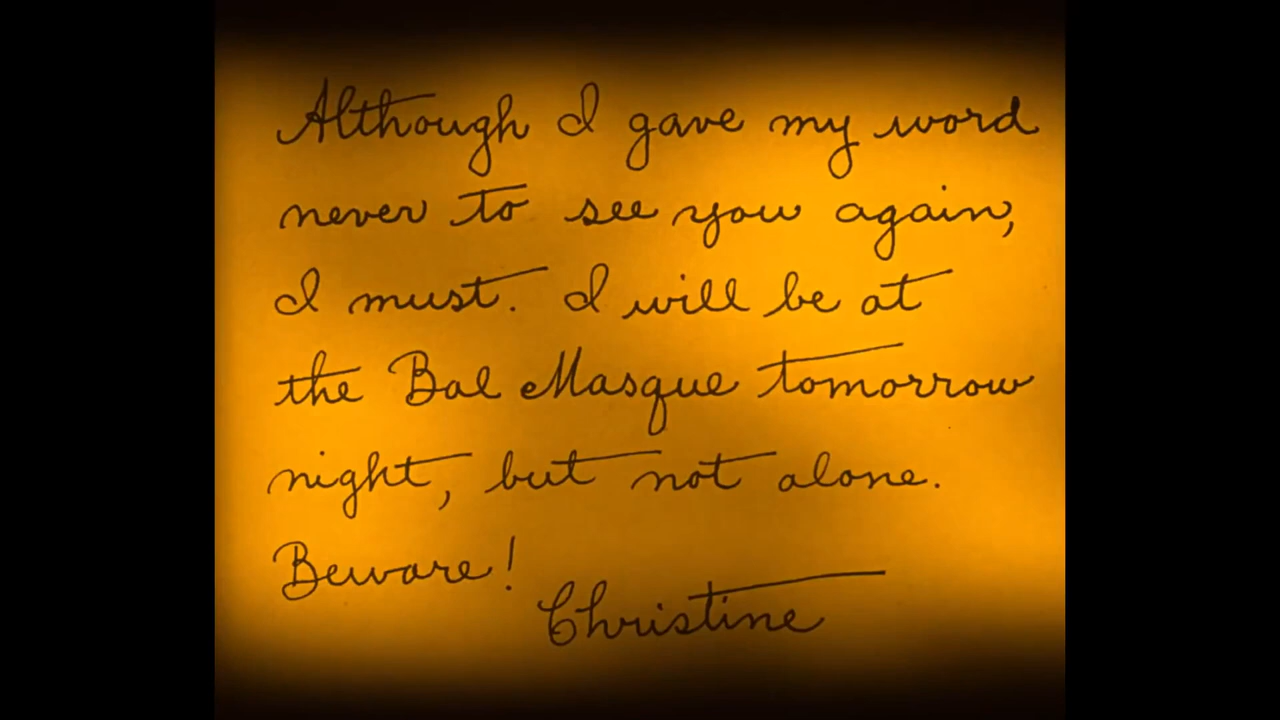 Although I gave my word
never to see you again,
I must. I will be at
the Bal Masque tomorrow
night, but not alone.
Beware!
Christine